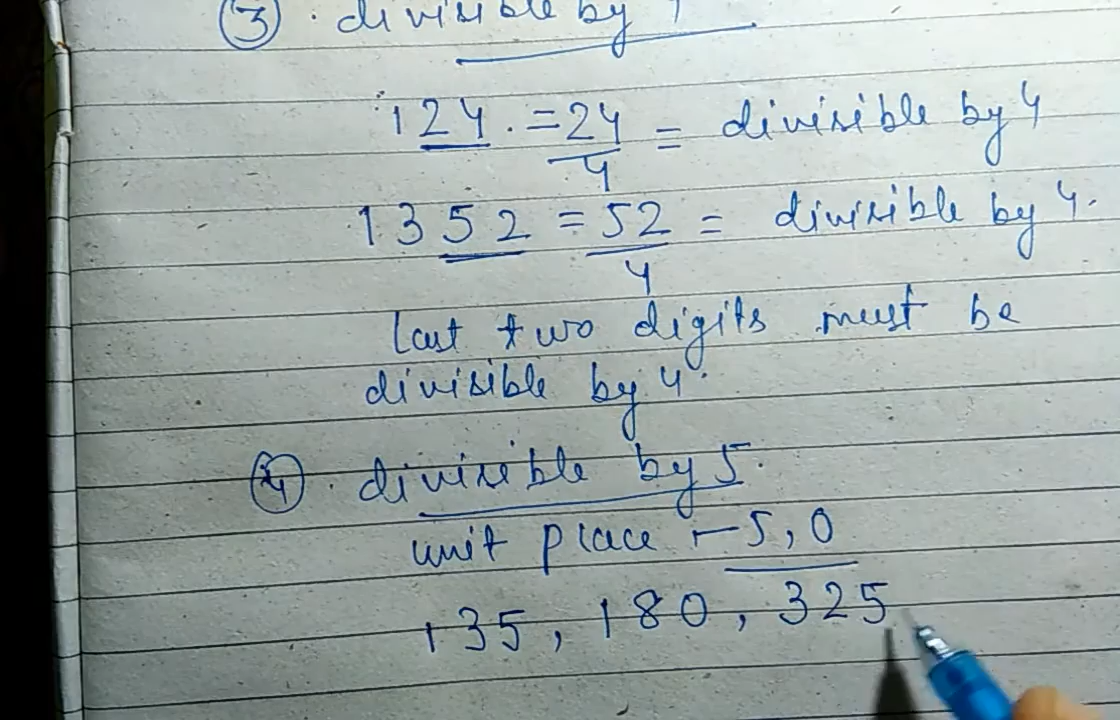 ③ . divisible by
124 . = 24/4 = divisible by 4
1352 = 52/4 = divisible by 4.
last two digits must be
divisible by 4.
④ . divisible by 5.
unit place - 5, 0
135, 180, 325